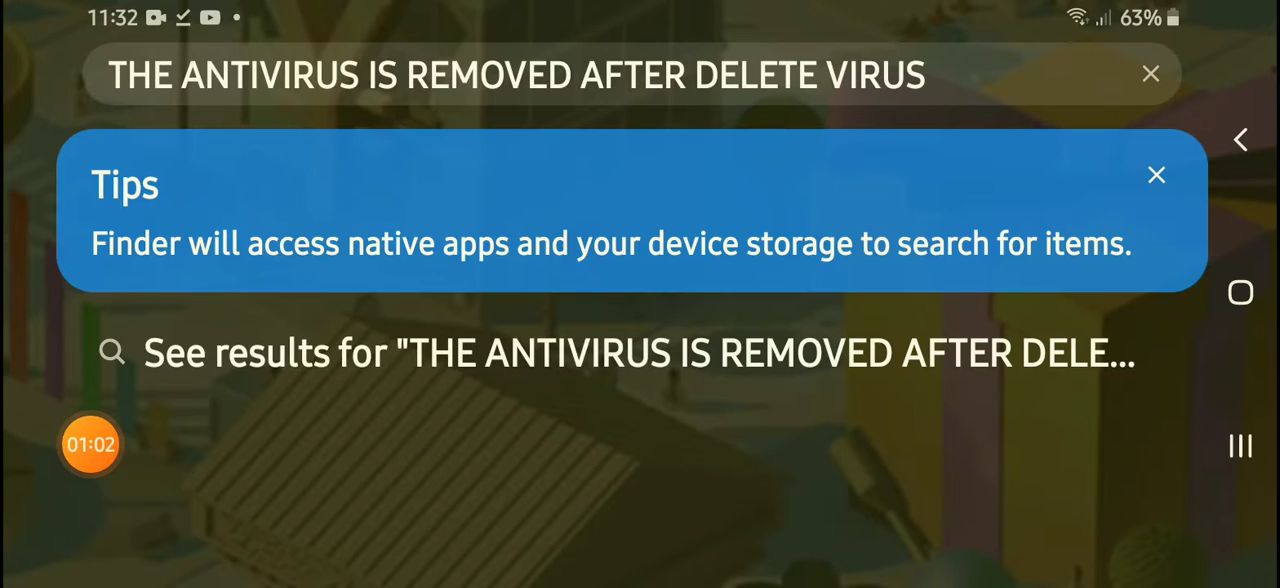 11:32
63%
THE ANTIVIRUS IS REMOVED AFTER DELETE VIRUS
Tips
Finder will access native apps and your device storage to search for items.
See results for "THE ANTIVIRUS IS REMOVED AFTER DELE...
01:02